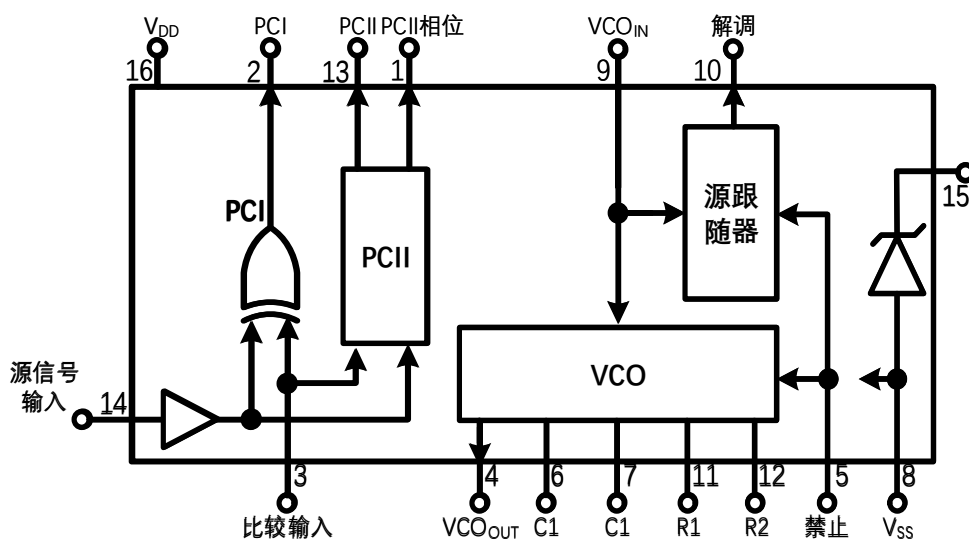 VDD
PCI
PCII
PCII相位
VCOIN
解调
16
2
13
1
9
10
15
PCI
PCII
源跟
随器
VCO
源信号
输入
14
3
4
6
7
11
12
5
8
比较输入
VCOOUT
C1
C1
R1
R2
禁止
VSS